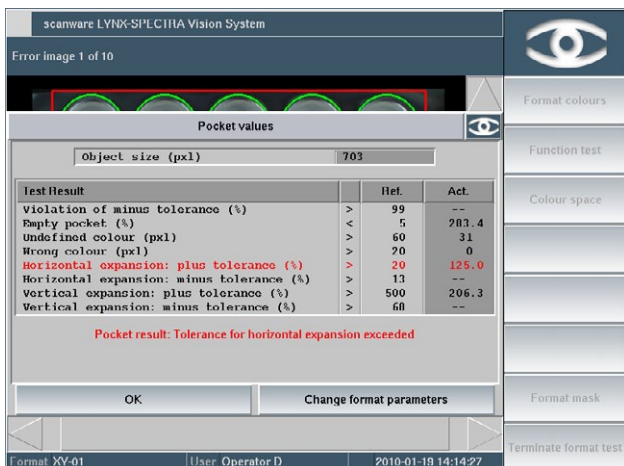 scanware LYNX-SPECTRA Vision System
Error image 1 of 10
Format colours
Pocket values
Function test
Object size (pxl) 703
Test Result Ref. Act.
Colour space
Violation of minus tolerance (%) > 99 --
Empty pocket (%) < 5 203.4
Undefined colour (pxl) > 60 31
Wrong colour (pxl) > 20 0
Horizontal expansion: plus tolerance (%) > 20 125.0
Horizontal expansion: minus tolerance (%) > 13 --
Vertical expansion: plus tolerance (%) > 500 206.3
Vertical expansion: minus tolerance (%) > 60 --
Pocket result: Tolerance for horizontal expansion exceeded
OK Change format parameters
Format mask
Terminate format test
Format XY-01 User Operator D 2010-01-19 14:14:27